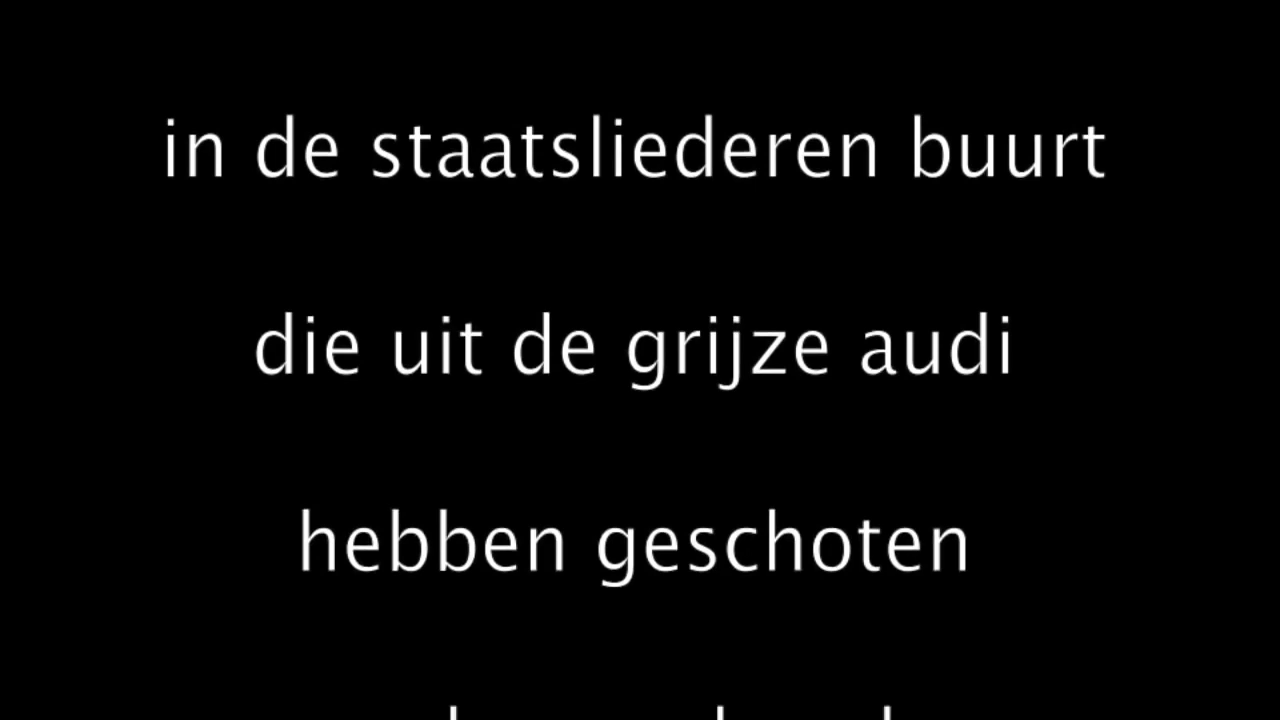 in de staatsliederen buurt
die uit de grijze audi
hebben geschoten